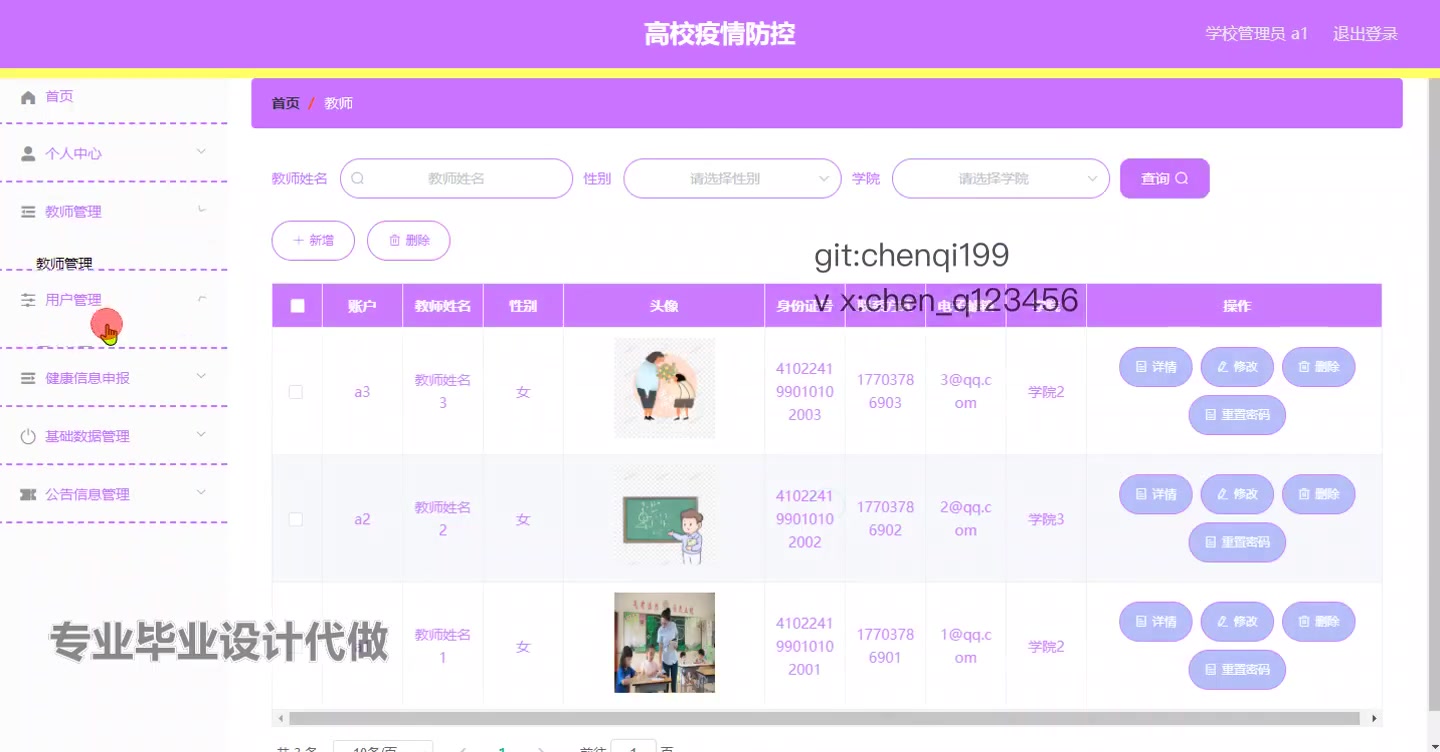 高校疫情防控
学校管理员 a1
退出登录
首页
个人中心
教师管理
教师管理
用户管理
健康信息申报
基础数据管理
公告信息管理
首页 / 教师
教师姓名 教师姓名 性别 请选择性别 学院 请选择学院 查询
新增 删除
git:chenqi199
v x:chen_q123456
账户 教师姓名 性别 头像 身份证号 操作
a3 教师姓名3 女 410224199010102003 17703786903 3@qq.com 学院2 详情 修改 删除 重置密码
a2 教师姓名2 女 410224199010102002 17703786902 2@qq.com 学院3 详情 修改 删除 重置密码
教师姓名1 女 410224199010102001 17703786901 1@qq.com 学院2 详情 修改 删除 重置密码
专业毕业设计代做
10条/页 1 前往 1 页